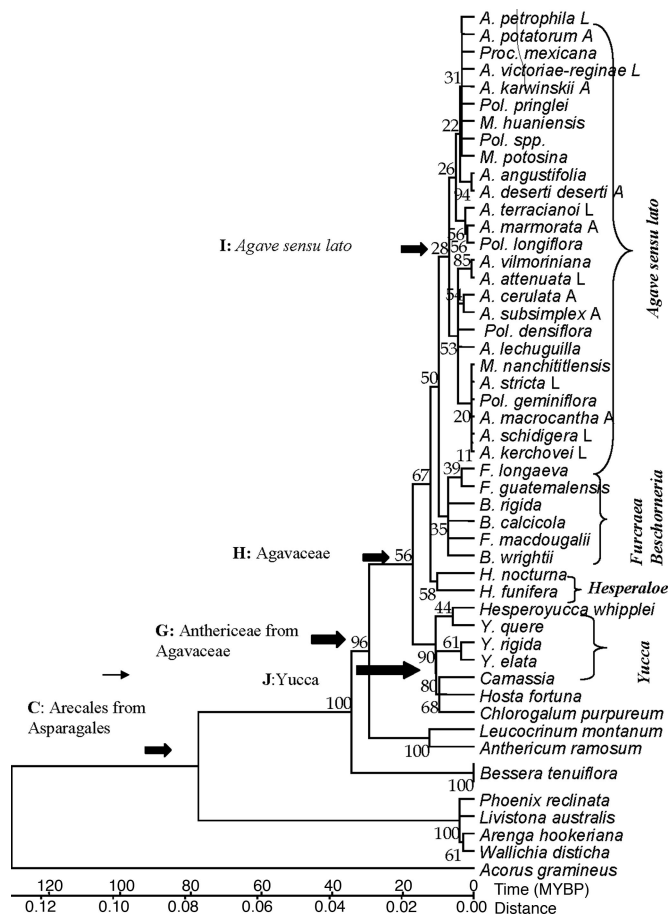 A. petrophila L
A. potatorum A
Proc. mexicana
A. victoriae-reginae L
31
A. karwinskii A
Pol. pringlei
22
M. huaniensis
Pol. spp.
M. potosina
26
A. angustifolia
94
A. deserti deserti A
A. terracianoi L
56
A. marmorata A
I: Agave sensu lato
28
56
Pol. longiflora
85
A. vilmoriniana
A. attenuata L
54
A. cerulata A
A. subsimplex A
Pol. densiflora
53
A. lechuguilla
M. nanchititlensis
50
A. stricta L
Pol. geminiflora
20
A. macrocantha A
A. schidigera L
11
A. kerchovei L
Agave sensu lato
39
F. longaeva
67
F. guatemalensis
B. rigida
35
B. calcicola
F. macdougalii
B. wrightii
Furcraea
Beschorneria
H: Agavaceae
56
H. nocturna
58
H. funifera
Hesperaloe
44
Hesperoyucca whipplei
Y. quere
G: Anthericeae from
Agavaceae
96
61
Y. rigida
90
Y. elata
J:Yucca
80
Camassia
Yucca
Hosta fortuna
100
68
Chlorogalum purpureum
C: Arecales from
Asparagales
Leucocrinum montanum
100
Anthericum ramosum
Bessera tenuiflora
100
Phoenix reclinata
Livistona australis
100
Arenga hookeriana
61
Wallichia disticha
Acorus gramineus
120 100 80 60 40 20 0
Time (MYBP)
0.12 0.10 0.08 0.06 0.04 0.02 0.00
Distance